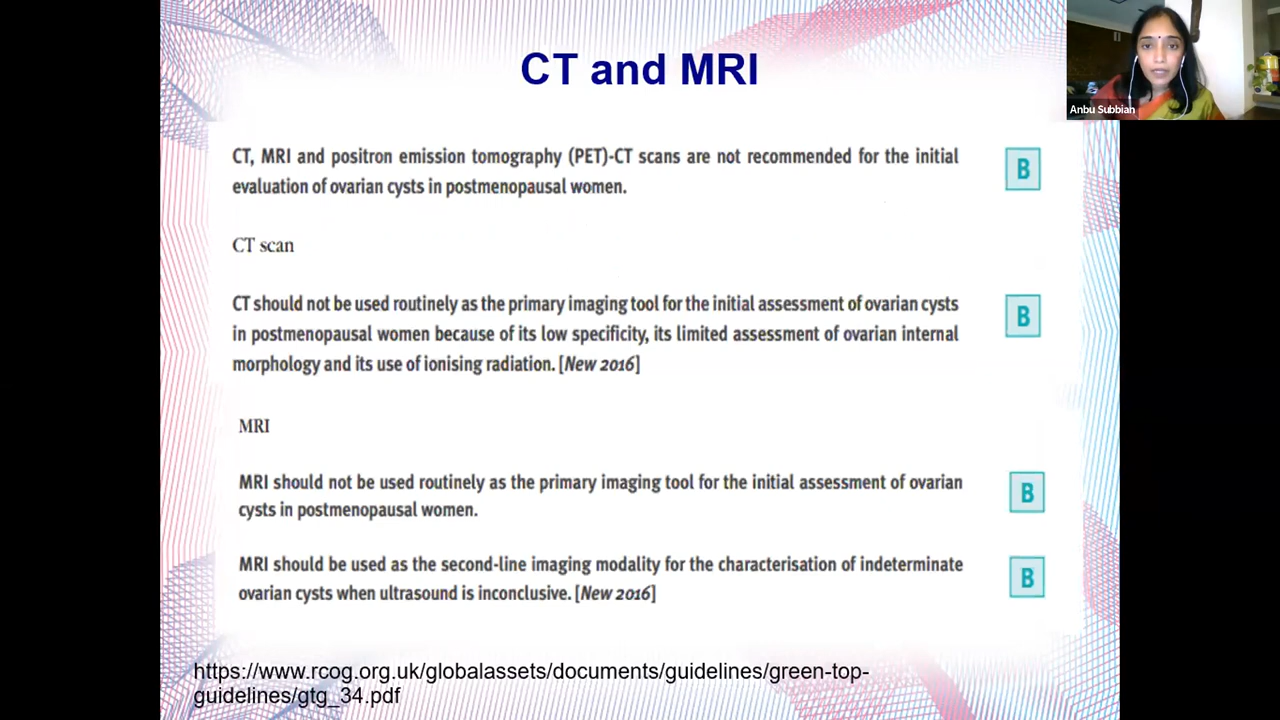 CT and MRI
Anbu Subbian
CT, MRI and positron emission tomography (PET)-CT scans are not recommended for the initial
evaluation of ovarian cysts in postmenopausal women.
B
CT scan
CT should not be used routinely as the primary imaging tool for the initial assessment of ovarian cysts
in postmenopausal women because of its low specificity, its limited assessment of ovarian internal
morphology and its use of ionising radiation. [New 2016]
B
MRI
MRI should not be used routinely as the primary imaging tool for the initial assessment of ovarian
cysts in postmenopausal women.
B
MRI should be used as the second-line imaging modality for the characterisation of indeterminate
ovarian cysts when ultrasound is inconclusive. [New 2016]
B
https://www.rcog.org.uk/globalassets/documents/guidelines/green-top-
guidelines/gtg_34.pdf